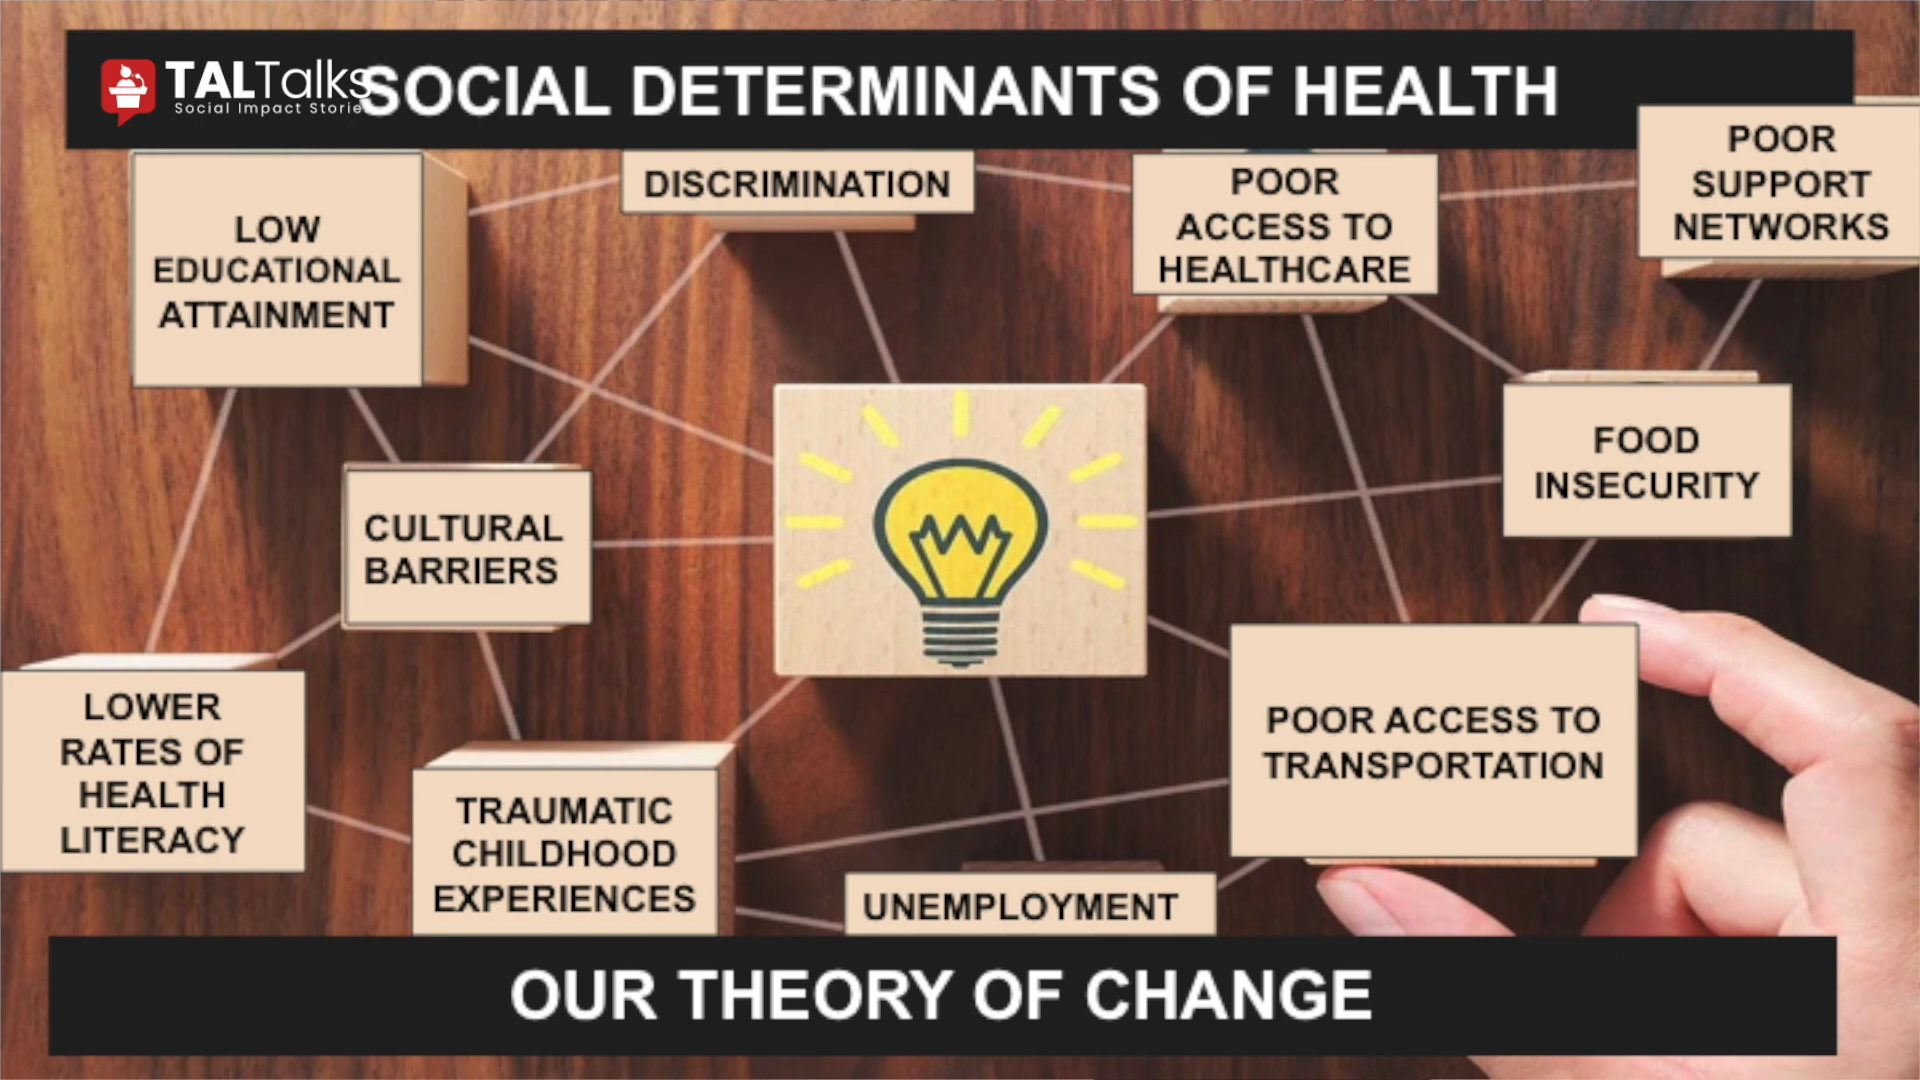 TALTalks
Social Impact Storie
SOCIAL DETERMINANTS OF HEALTH
LOW
EDUCATIONAL
ATTAINMENT
DISCRIMINATION
POOR
ACCESS TO
HEALTHCARE
POOR
SUPPORT
NETWORKS
CULTURAL
BARRIERS
FOOD
INSECURITY
LOWER
RATES OF
HEALTH
LITERACY
TRAUMATIC
CHILDHOOD
EXPERIENCES
UNEMPLOYMENT
POOR ACCESS TO
TRANSPORTATION
OUR THEORY OF CHANGE